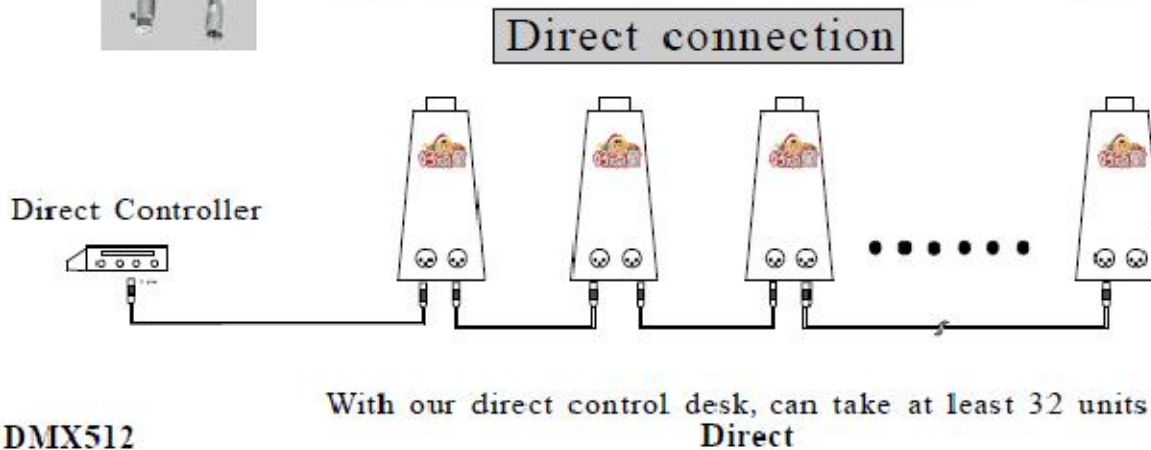 Direct connection
Direct Controller
With our direct control desk, can take at least 32 units
DMX512 Direct